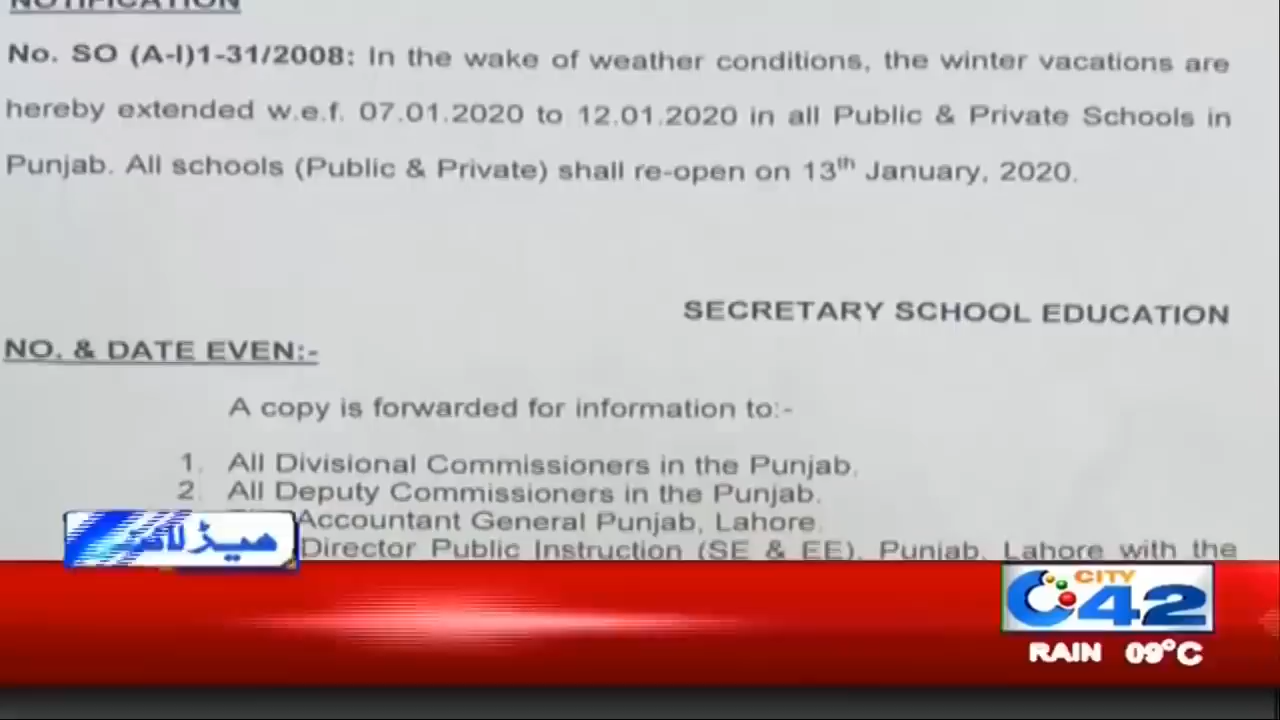 NOTIFICATION
No. SO (A-I)1-31/2008: In the wake of weather conditions, the winter vacations are
hereby extended w.e.f. 07.01.2020 to 12.01.2020 in all Public & Private Schools in
Punjab. All schools (Public & Private) shall re-open on 13th January, 2020.
SECRETARY SCHOOL EDUCATION
NO. & DATE EVEN:-
A copy is forwarded for information to:-
1. All Divisional Commissioners in the Punjab.
2. All Deputy Commissioners in the Punjab.
Accountant General Punjab, Lahore.
Director Public Instruction (SE & EE), Punjab, Lahore with the
ھیڈ لائنز
CITY
42
RAIN 09°C